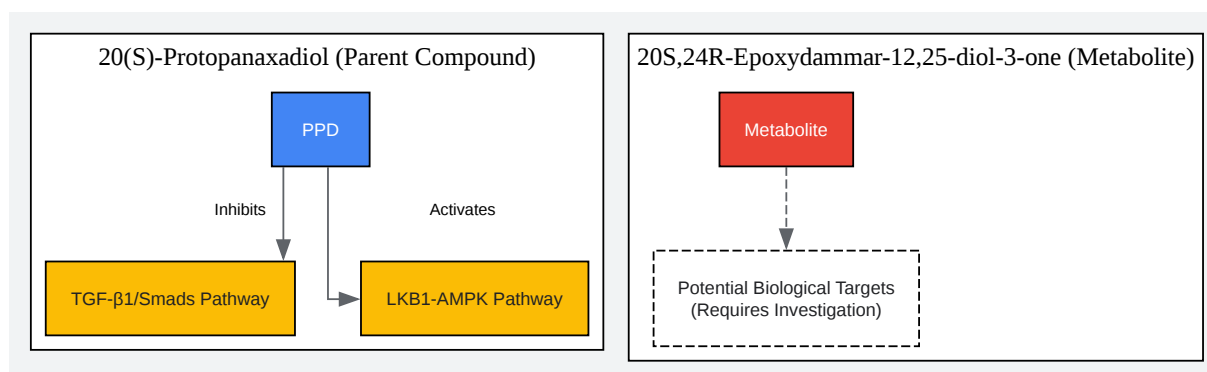 20(S)-Protopanaxadiol (Parent Compound)
PPD
Inhibits
Activates
TGF-β1/Smads Pathway
LKB1-AMPK Pathway
20S,24R-Epoxydammar-12,25-diol-3-one (Metabolite)
Metabolite
Potential Biological Targets
(Requires Investigation)